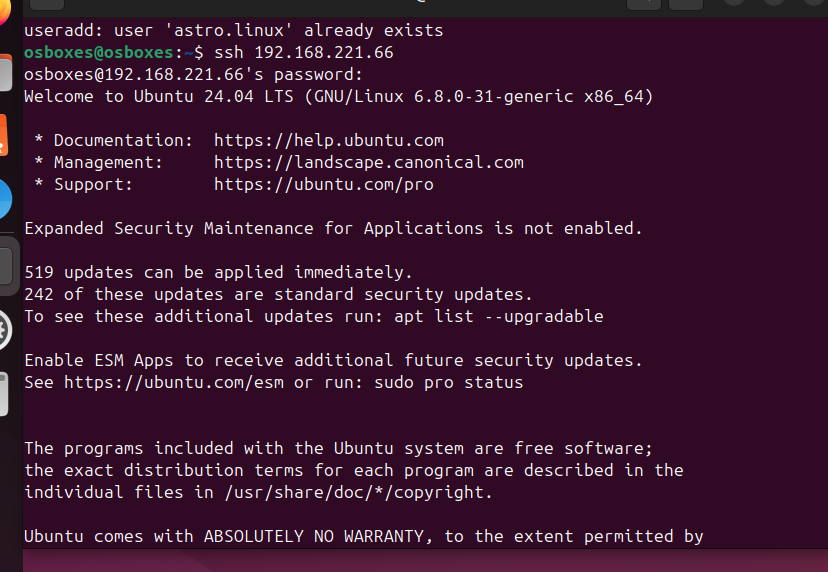 useradd: user 'astro.linux' already exists
osboxes@osboxes:~$ ssh 192.168.221.66
osboxes@192.168.221.66's password:
Welcome to Ubuntu 24.04 LTS (GNU/Linux 6.8.0-31-generic x86_64)
* Documentation:  https://help.ubuntu.com
* Management:     https://landscape.canonical.com
* Support:        https://ubuntu.com/pro
Expanded Security Maintenance for Applications is not enabled.
519 updates can be applied immediately.
242 of these updates are standard security updates.
To see these additional updates run: apt list --upgradable
Enable ESM Apps to receive additional future security updates.
See https://ubuntu.com/esm or run: sudo pro status
The programs included with the Ubuntu system are free software;
the exact distribution terms for each program are described in the
individual files in /usr/share/doc/*/copyright.
Ubuntu comes with ABSOLUTELY NO WARRANTY, to the extent permitted by